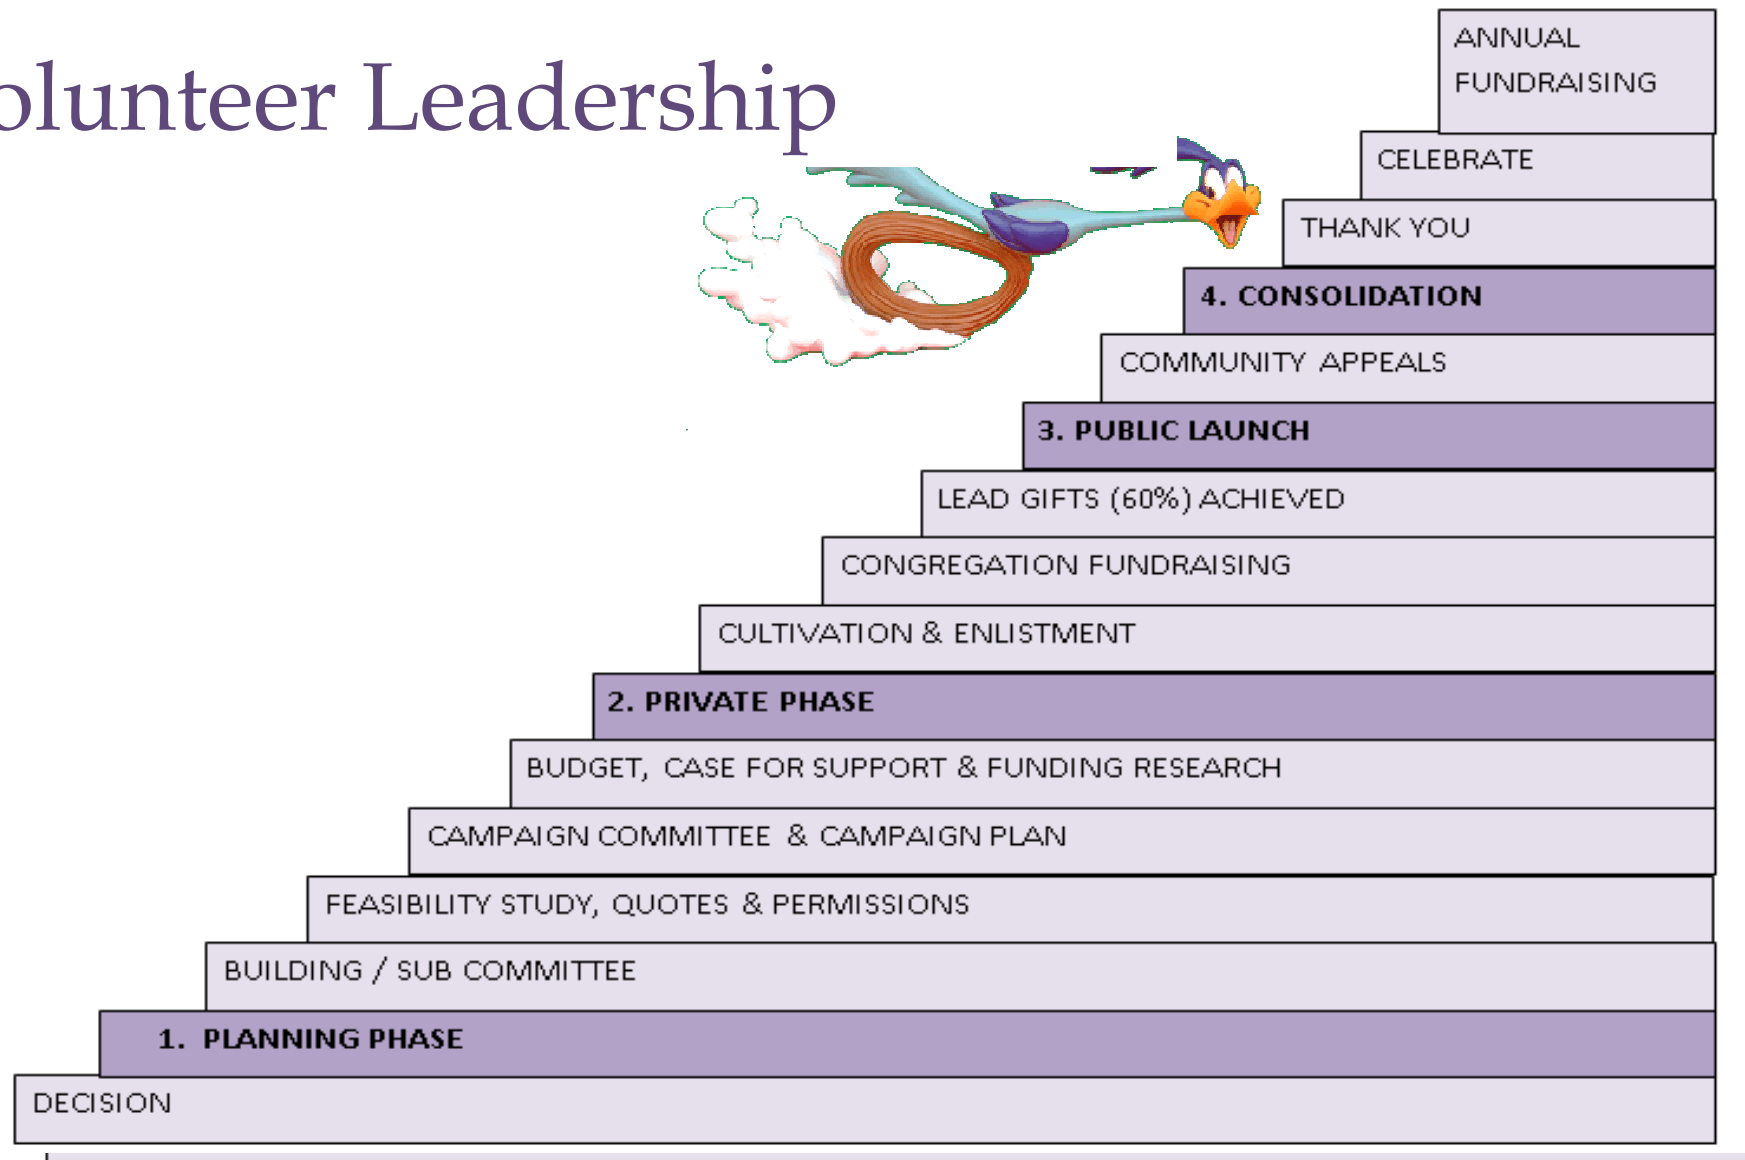 olunteer Leadership
ANNUAL
FUNDRAISING
CELEBRATE
THANK YOU
4. CONSOLIDATION
COMMUNITY APPEALS
3. PUBLIC LAUNCH
LEAD GIFTS (60%) ACHIEVED
CONGREGATION FUNDRAISING
CULTIVATION & ENLISTMENT
2. PRIVATE PHASE
BUDGET, CASE FOR SUPPORT & FUNDING RESEARCH
CAMPAIGN COMMITTEE & CAMPAIGN PLAN
FEASIBILITY STUDY, QUOTES & PERMISSIONS
BUILDING / SUB COMMITTEE
1. PLANNING PHASE
DECISION